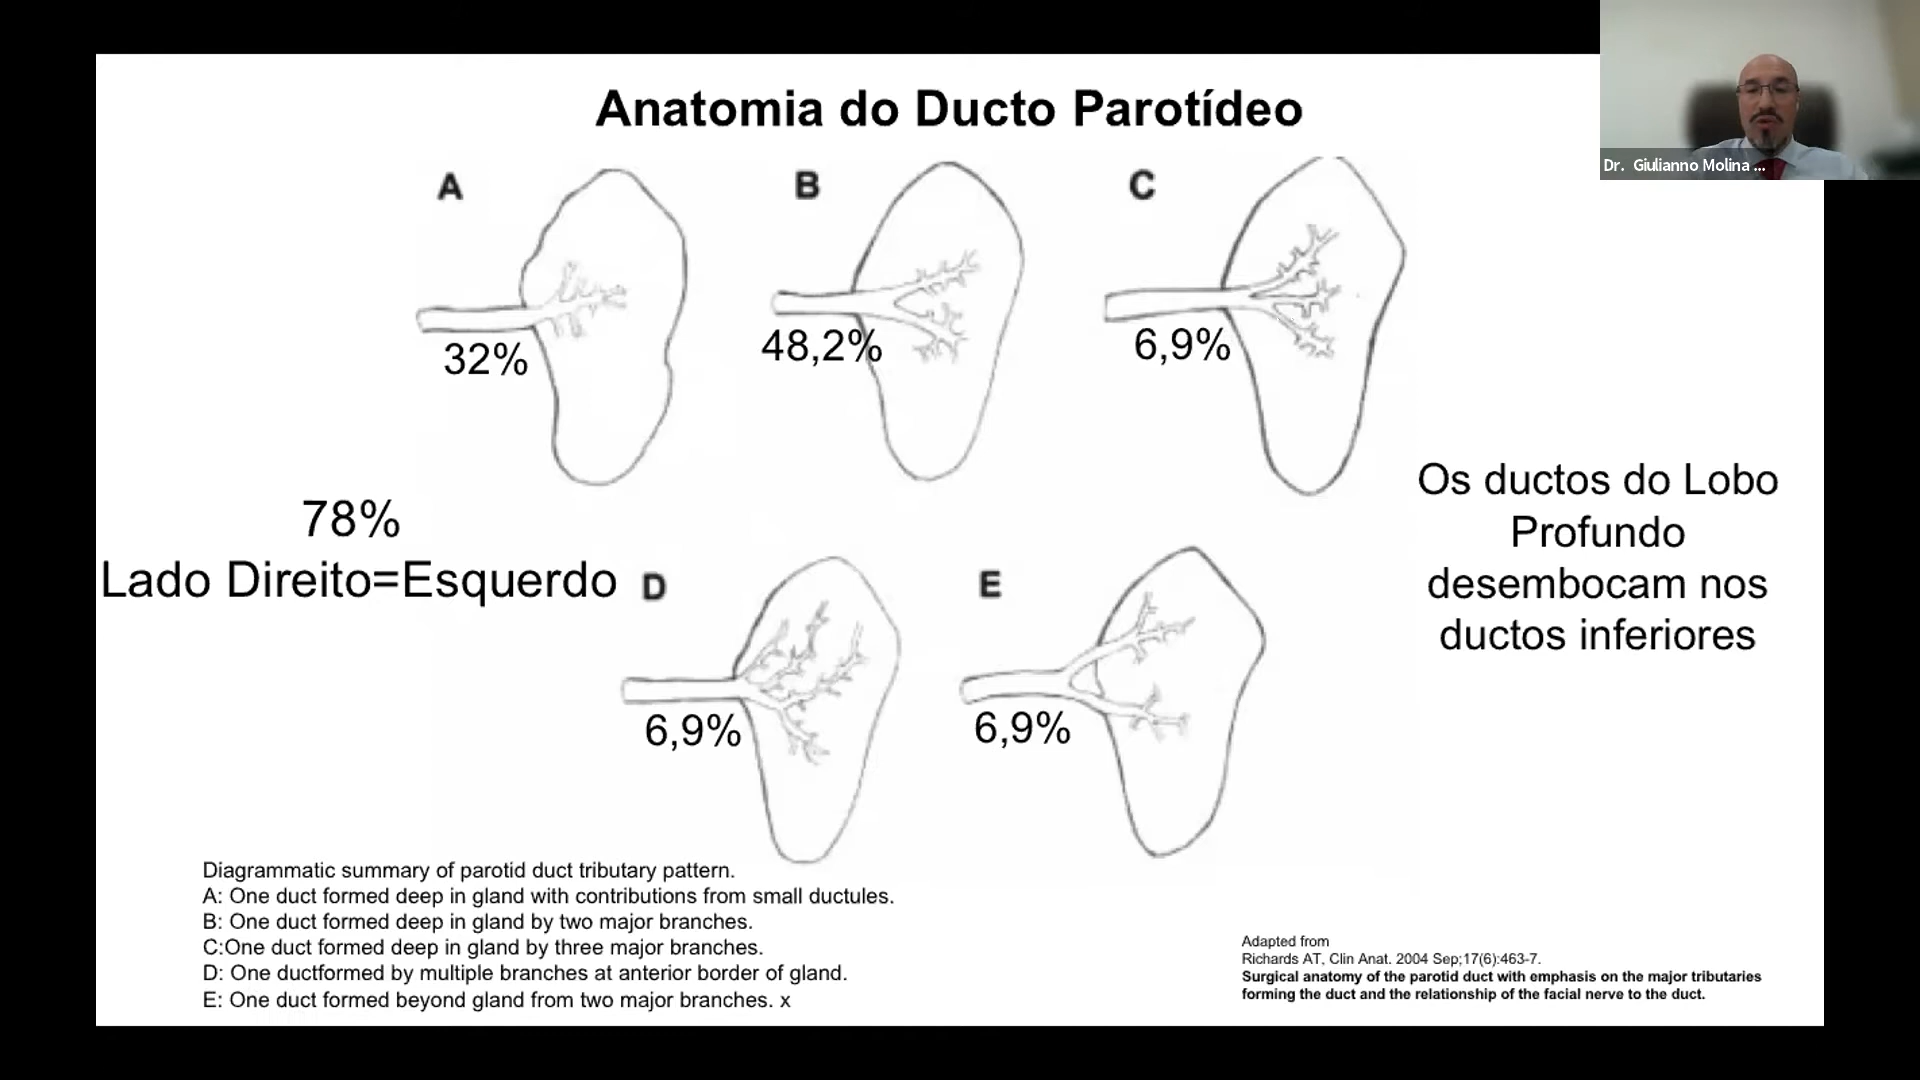 Anatomia do Ducto Parotídeo
Dr. Giulianno Molina ...
A
B
C
32%
48,2%
6,9%
78%
Lado Direito=Esquerdo
Os ductos do Lobo
Profundo
desembocam nos
ductos inferiores
D
E
6,9%
6,9%
Diagrammatic summary of parotid duct tributary pattern.
A: One duct formed deep in gland with contributions from small ductules.
B: One duct formed deep in gland by two major branches.
C:One duct formed deep in gland by three major branches.
D: One ductformed by multiple branches at anterior border of gland.
E: One duct formed beyond gland from two major branches. x
Adapted from
Richards AT, Clin Anat. 2004 Sep;17(6):463-7.
Surgical anatomy of the parotid duct with emphasis on the major tributaries
forming the duct and the relationship of the facial nerve to the duct.